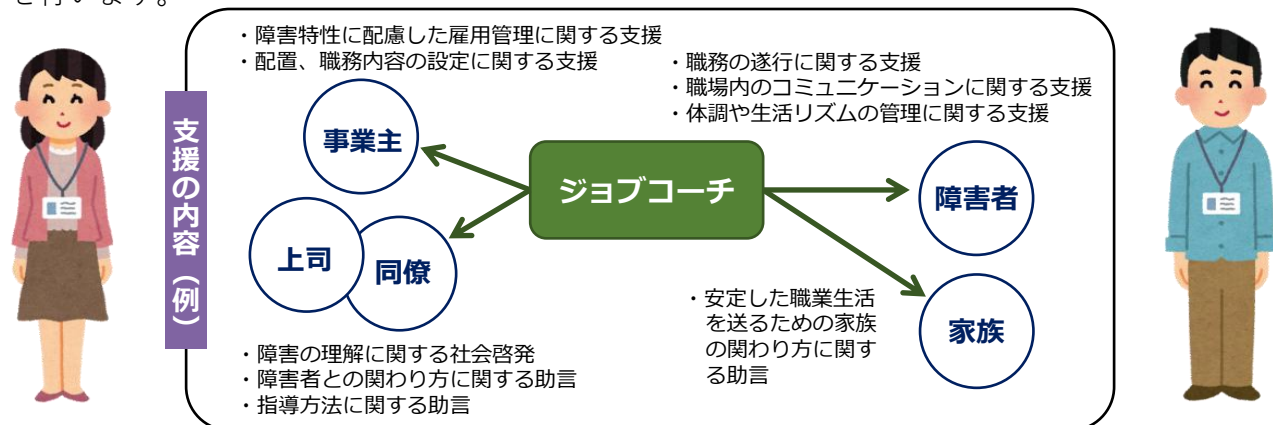 を行います。
支援の内容（例）
・障害特性に配慮した雇用管理に関する支援
・配置、職務内容の設定に関する支援
・職務の遂行に関する支援
・職場内のコミュニケーションに関する支援
・体調や生活リズムの管理に関する支援
事業主
ジョブコーチ
障害者
上司
同僚
家族
・安定した職業生活
を送るための家族
の関わり方に関す
る助言
・障害の理解に関する社会啓発
・障害者との関わり方に関する助言
・指導方法に関する助言